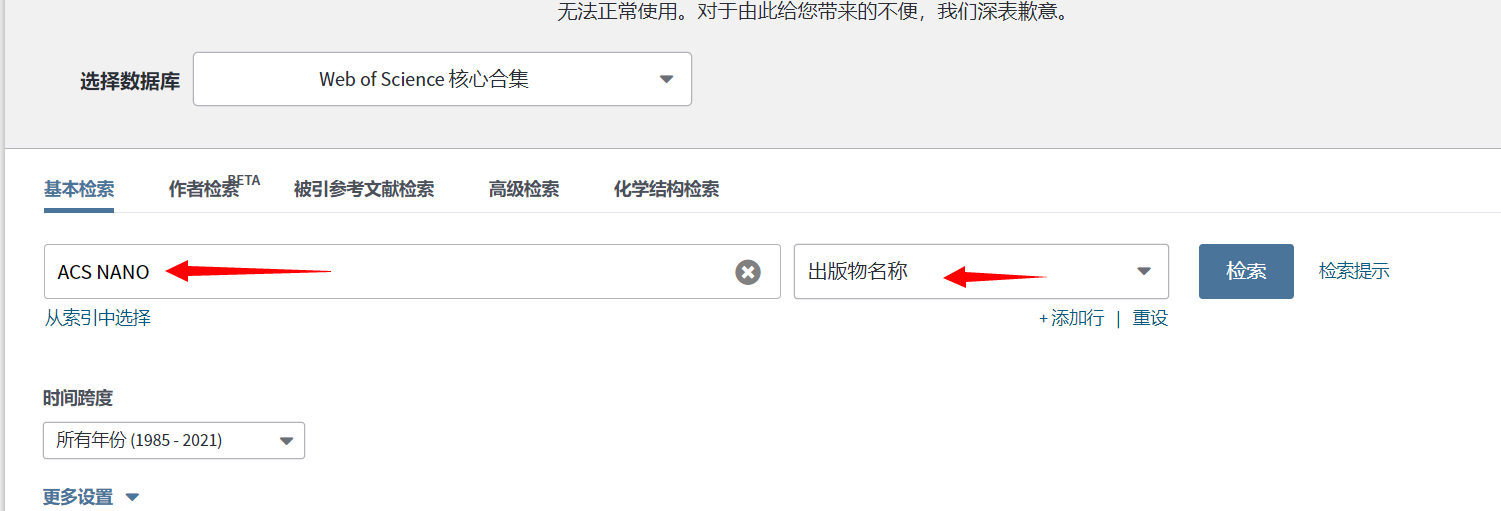 无法正常使用。对于由此给您带来的不便，我们深表歉意。
选择数据库 Web of Science 核心合集
基本检索 作者检索BETA 被引参考文献检索 高级检索 化学结构检索
ACS NANO 出版物名称 检索 检索提示
从索引中选择 +添加行 | 重设
时间跨度
所有年份 (1985 - 2021)
更多设置